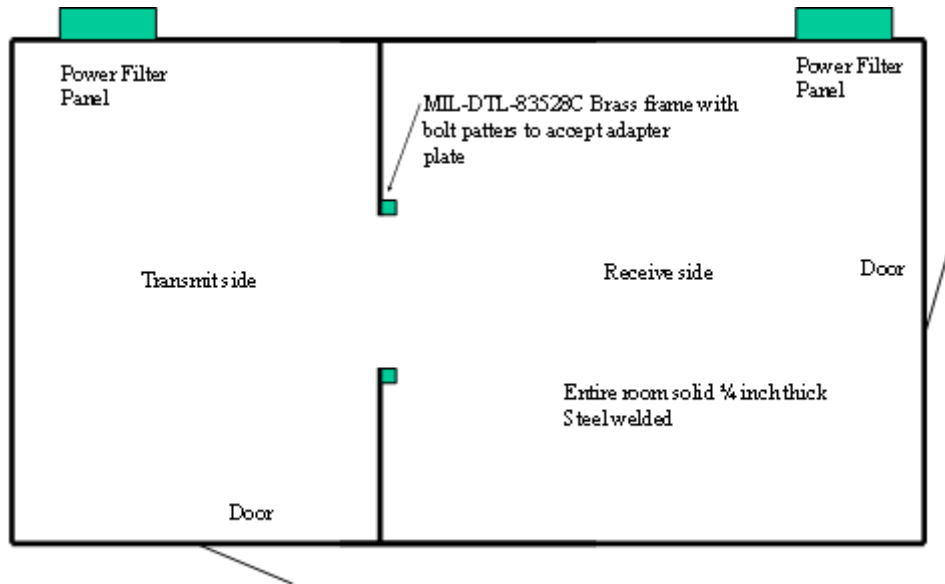 Power Filter
Panel
Power Filter
Panel
MIL-DTL-83528C Brass frame with
bolt patters to accept adapter
plate
Transmit side
Receive side
Door
Entire room solid ¼ inch thick
Steel welded
Door